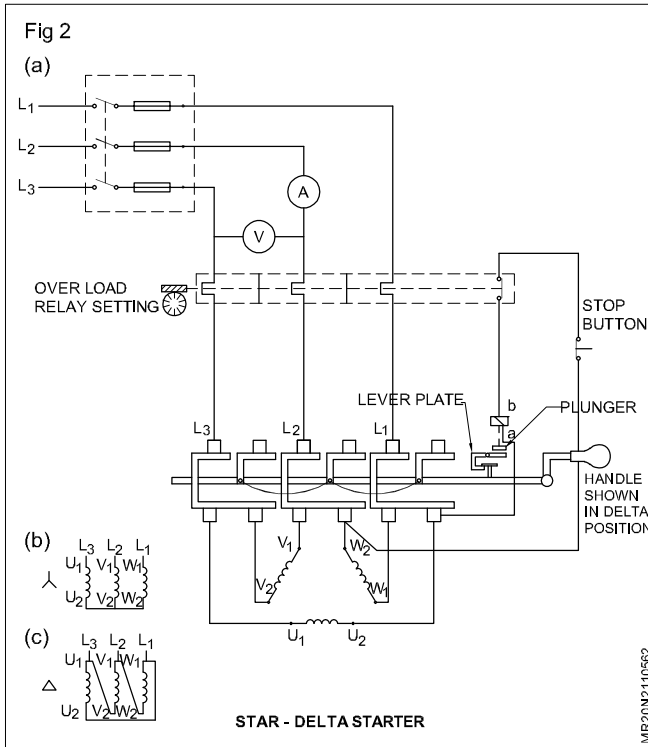 Fig 2
(a)
L1
L2
L3
A
V
OVER LOAD
RELAY SETTING
STOP
BUTTON
LEVER PLATE
b
a
PLUNGER
L3 L2 L1
HANDLE
SHOWN
IN DELTA
POSITION
V1 W2
V2 W1
U1 U2
(b)
L3 L2 L1
U1 V1 W1
U2 V2 W2
(c)
L3 L2 L1
U1 V1 W1
U2 V2 W2
STAR - DELTA STARTER
MR20N2110562